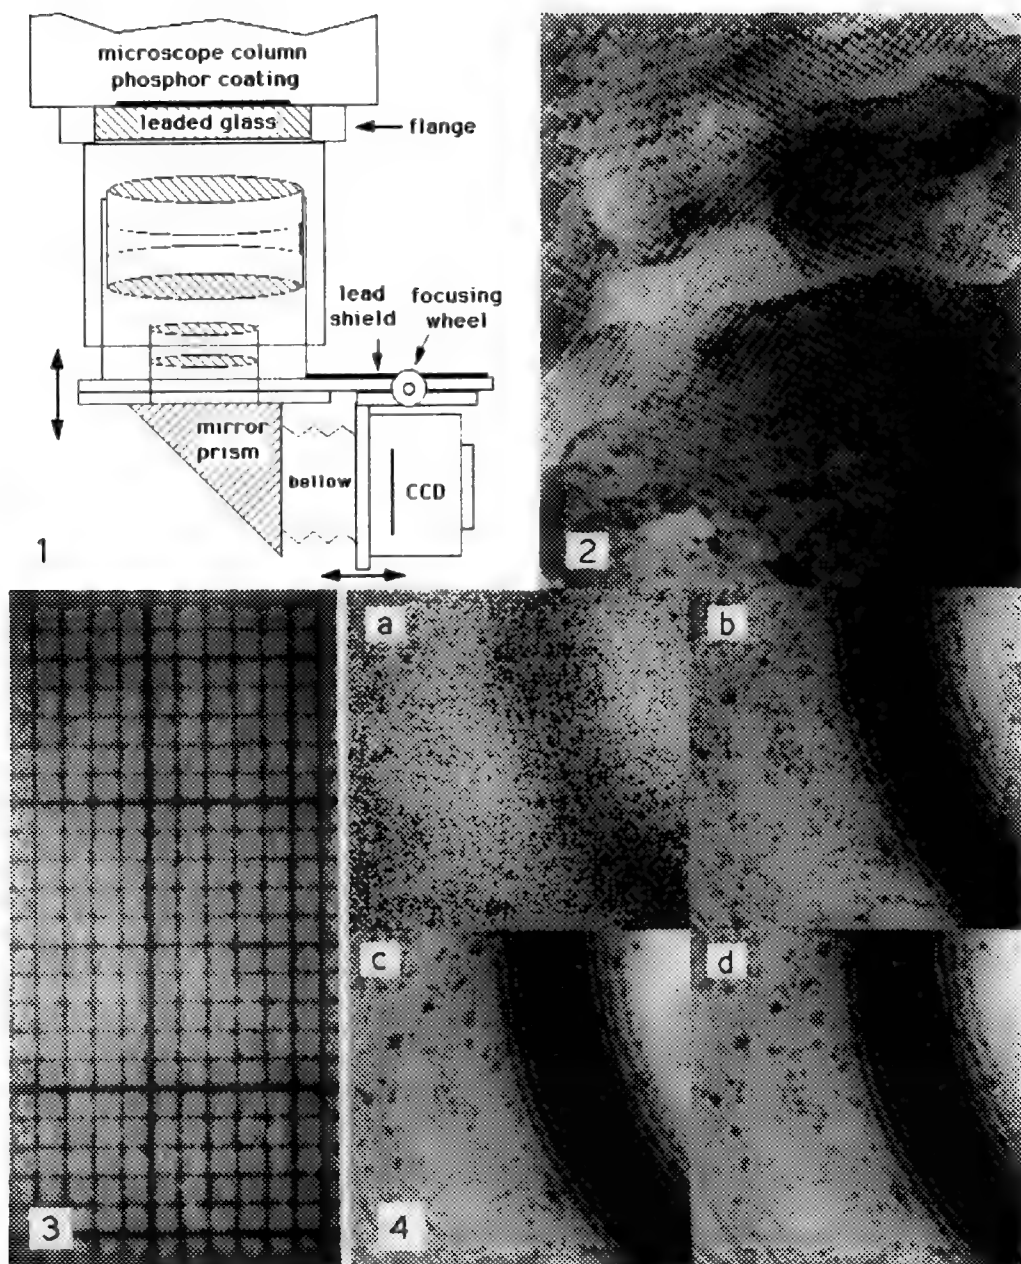 microscope column
phosphor coating
leaded glass
flange
lead
shield
focusing
wheel
mirror
prism
bellow
CCD
1
2
3
a
b
c
d
4